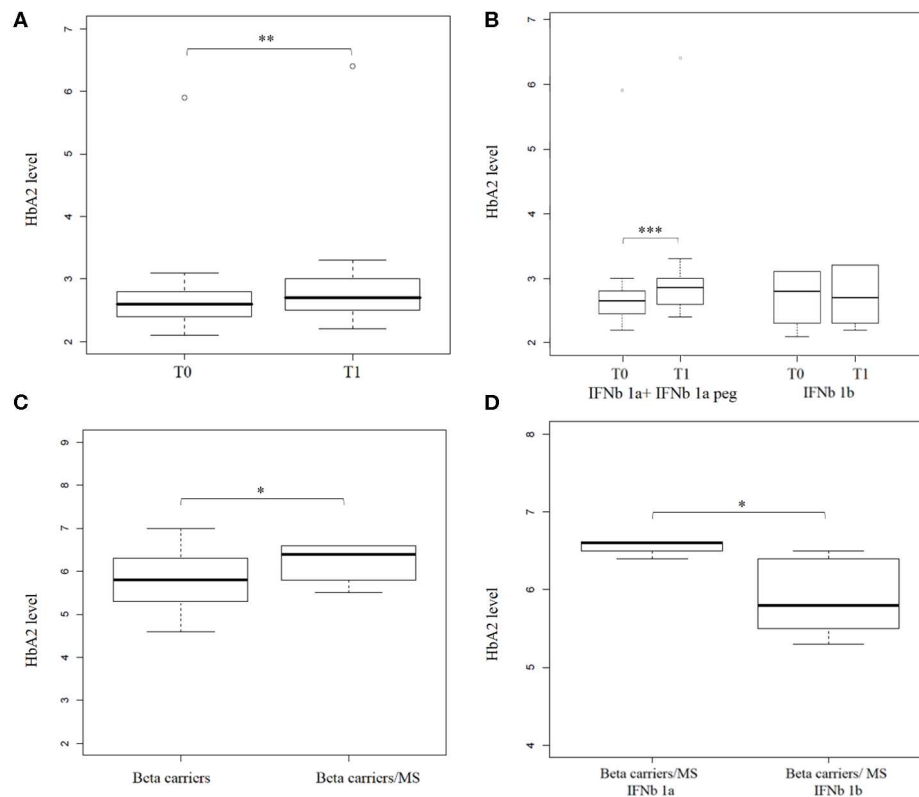 A
HbA2 level
7
6
5
4
3
2
**
T0
T1
B
HbA2 level
7
6
5
4
3
2
***
T0 T1 T0 T1
IFNb 1a+ IFNb 1a peg IFNb 1b
C
HbA2 level
9
8
7
6
5
4
3
2
*
Beta carriers
Beta carriers/MS
D
HbA2 level
8
7
6
5
4
*
Beta carriers/MS
IFNb 1a
Beta carriers/ MS
IFNb 1b